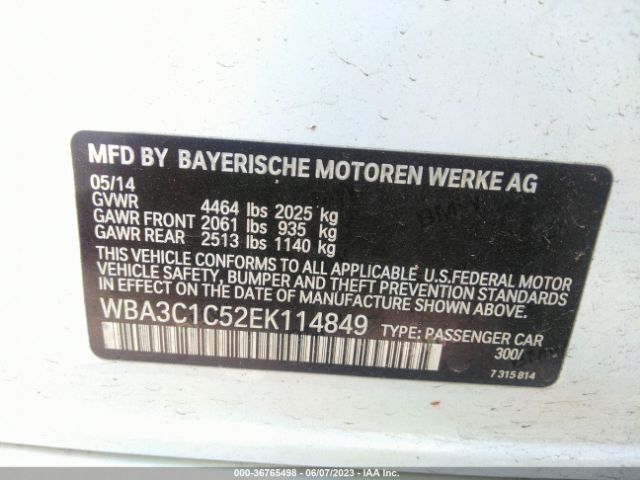 MFD BY BAYERISCHE MOTOREN WERKE AG
05/14
GVWR 4464 lbs 2025 kg
GAWR FRONT 2061 lbs 935 kg
GAWR REAR 2513 lbs 1140 kg
THIS VEHICLE CONFORMS TO ALL APPLICABLE U.S.FEDERAL MOTOR
VEHICLE SAFETY, BUMPER AND THEFT PREVENTION STANDARDS
IN EFFECT ON THE DATE OF MANUFACTURE SHOWN ABOVE.
WBA3C1C52EK114849 TYPE: PASSENGER CAR
300/
7 315 814
000-36765498 - 06/07/2023 - IAA Inc.